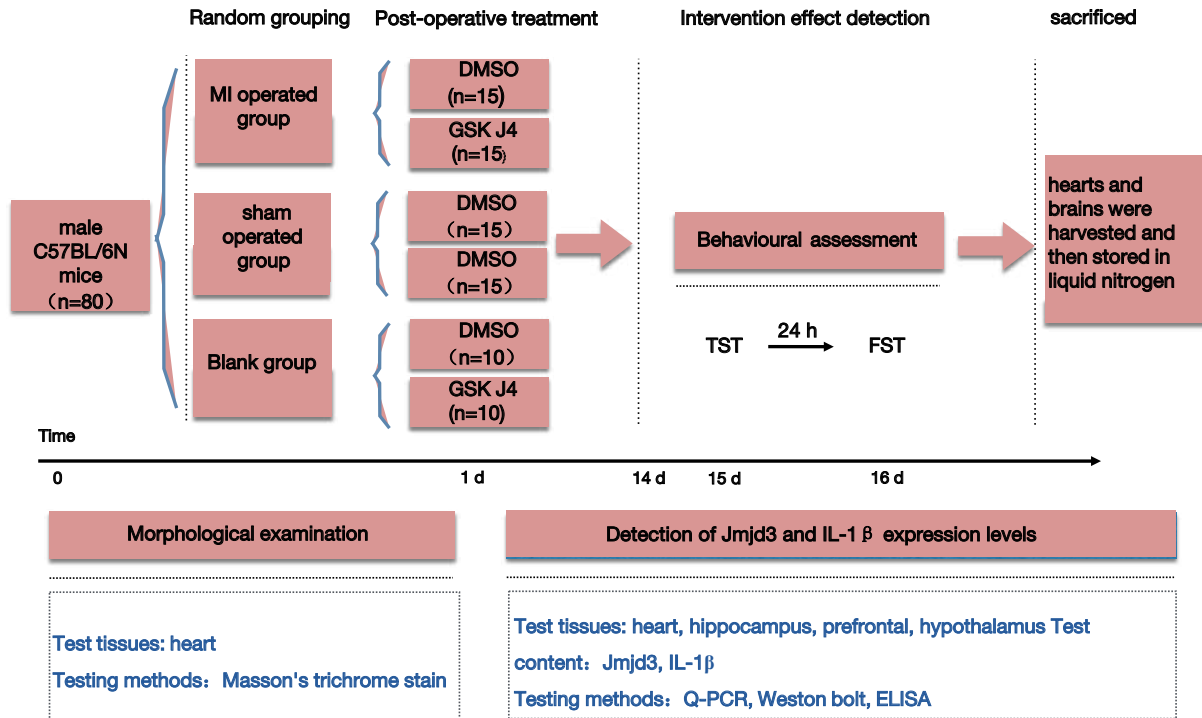 Random grouping
Post-operative treatment
Intervention effect detection
sacrificed
male
C57BL/6N
mice
（n=80）
MI operated
group
sham
operated
group
Blank group
DMSO
(n=15)
GSK J4
(n=15)
DMSO
（n=15）
DMSO
（n=15）
DMSO
（n=10）
GSK J4
(n=10)
Behavioural assessment
TST
24 h
FST
hearts and
brains were
harvested and
then stored in
liquid nitrogen
Time
0
1 d
14 d
15 d
16 d
Morphological examination
Test tissues: heart
Testing methods：Masson's trichrome stain
Detection of Jmjd3 and IL-1β expression levels
Test tissues: heart, hippocampus, prefrontal, hypothalamus Test
content：Jmjd3, IL-1β
Testing methods：Q-PCR, Weston bolt, ELISA